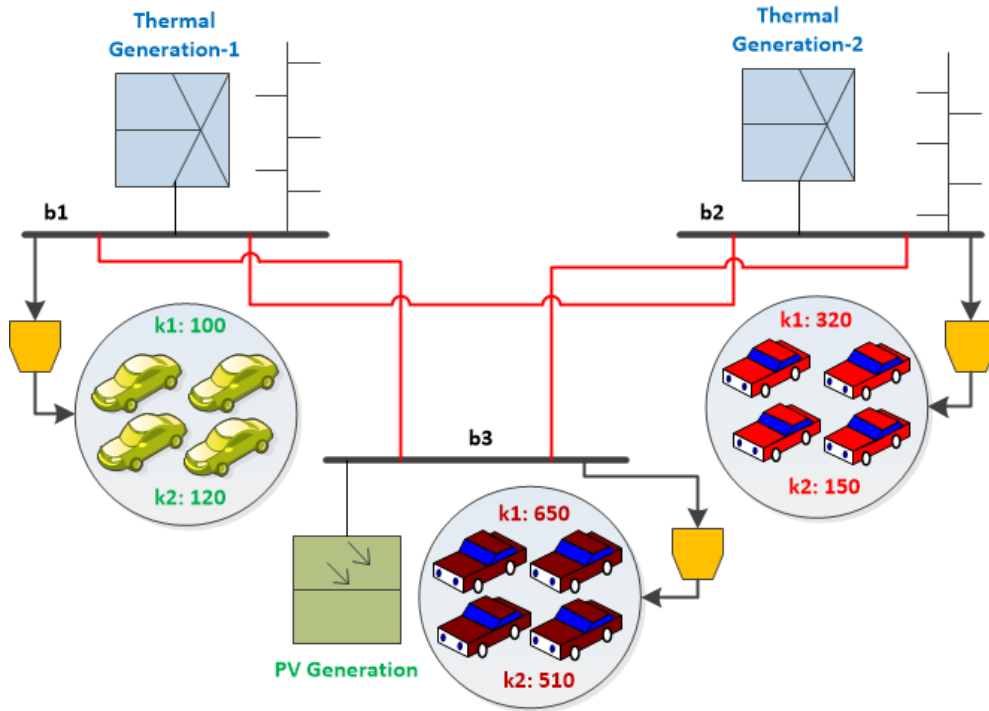 Thermal
Generation-1
Thermal
Generation-2
b1
b2
k1: 100
k2: 120
k1: 320
k2: 150
b3
k1: 650
k2: 510
PV Generation